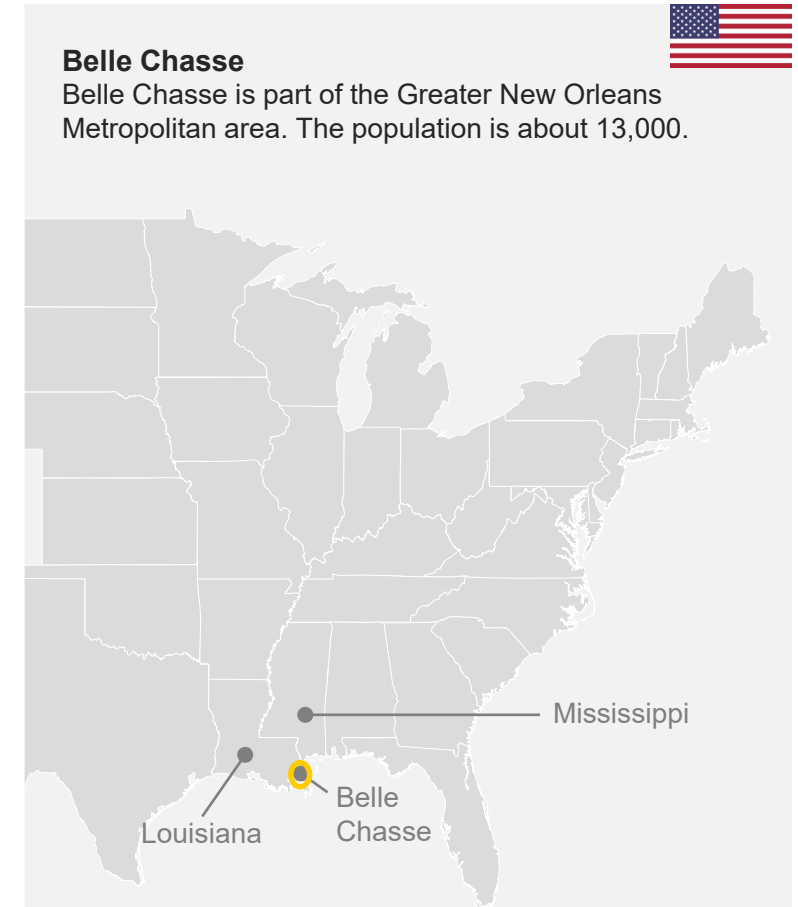 Belle Chasse
Belle Chasse is part of the Greater New Orleans
Metropolitan area. The population is about 13,000.
Mississippi
Belle
Chasse
Louisiana